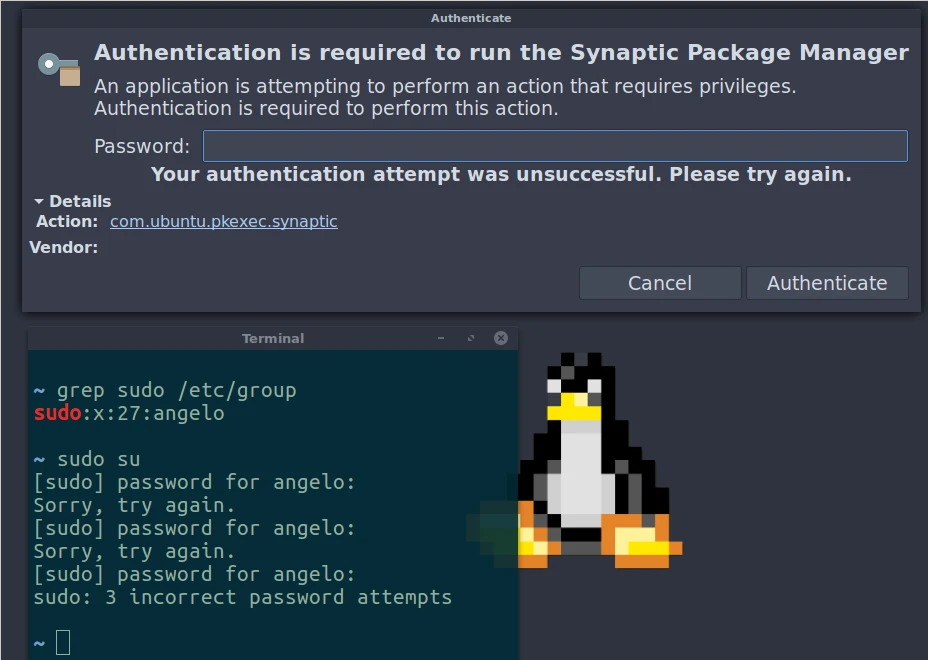 Authenticate
Authentication is required to run the Synaptic Package Manager
An application is attempting to perform an action that requires privileges.
Authentication is required to perform this action.
Password:
Your authentication attempt was unsuccessful. Please try again.
Details
Action: com.ubuntu.pkexec.synaptic
Vendor:
Cancel Authenticate
Terminal
~ grep sudo /etc/group
sudo:x:27:angelo
~ sudo su
[sudo] password for angelo:
Sorry, try again.
[sudo] password for angelo:
Sorry, try again.
[sudo] password for angelo:
sudo: 3 incorrect password attempts
~